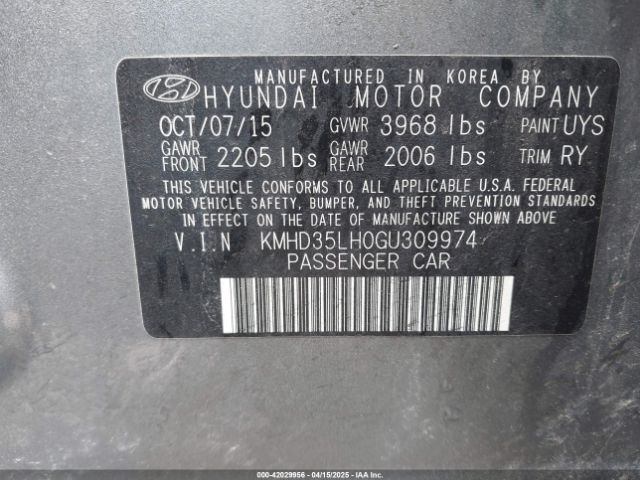 MANUFACTURED IN KOREA BY
HYUNDAI MOTOR COMPANY
OCT/07/15 GVWR 3968 lbs PAINT UYS
GAWR FRONT 2205 lbs GAWR REAR 2006 lbs TRIM RY
THIS VEHICLE CONFORMS TO ALL APPLICABLE U.S.A. FEDERAL
MOTOR VEHICLE SAFETY, BUMPER, AND THEFT PREVENTION STANDARDS
IN EFFECT ON THE DATE OF MANUFACTURE SHOWN ABOVE
V.I.N KMHD35LH0GU309974
PASSENGER CAR
000-42029956 - 04/15/2025 - IAAI.COM